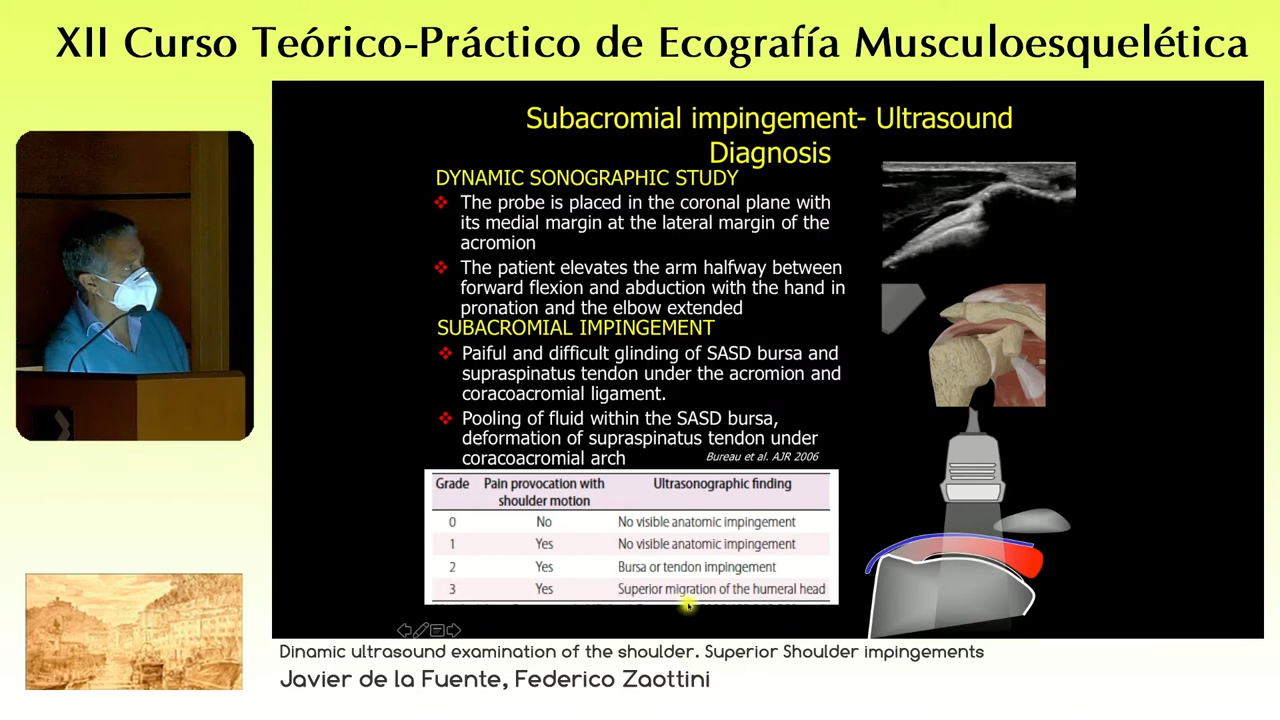 XII Curso Teórico-Práctico de Ecografía Musculoesquelética
Subacromial impingement- Ultrasound
Diagnosis
DYNAMIC SONOGRAPHIC STUDY
❖ The probe is placed in the coronal plane with
its medial margin at the lateral margin of the
acromion
❖ The patient elevates the arm halfway between
forward flexion and abduction with the hand in
pronation and the elbow extended
SUBACROMIAL IMPINGEMENT
❖ Paiful and difficult glinding of SASD bursa and
supraspinatus tendon under the acromion and
coracoacromial ligament.
❖ Pooling of fluid within the SASD bursa,
deformation of supraspinatus tendon under
coracoacromial arch
Bureau et al. AJR 2006
Grade Pain provocation with shoulder motion Ultrasonographic finding
0 No No visible anatomic impingement
1 Yes No visible anatomic impingement
2 Yes Bursa or tendon impingement
3 Yes Superior migration of the humeral head
Dinamic ultrasound examination of the shoulder. Superior Shoulder impingements
Javier de la Fuente, Federico Zaottini